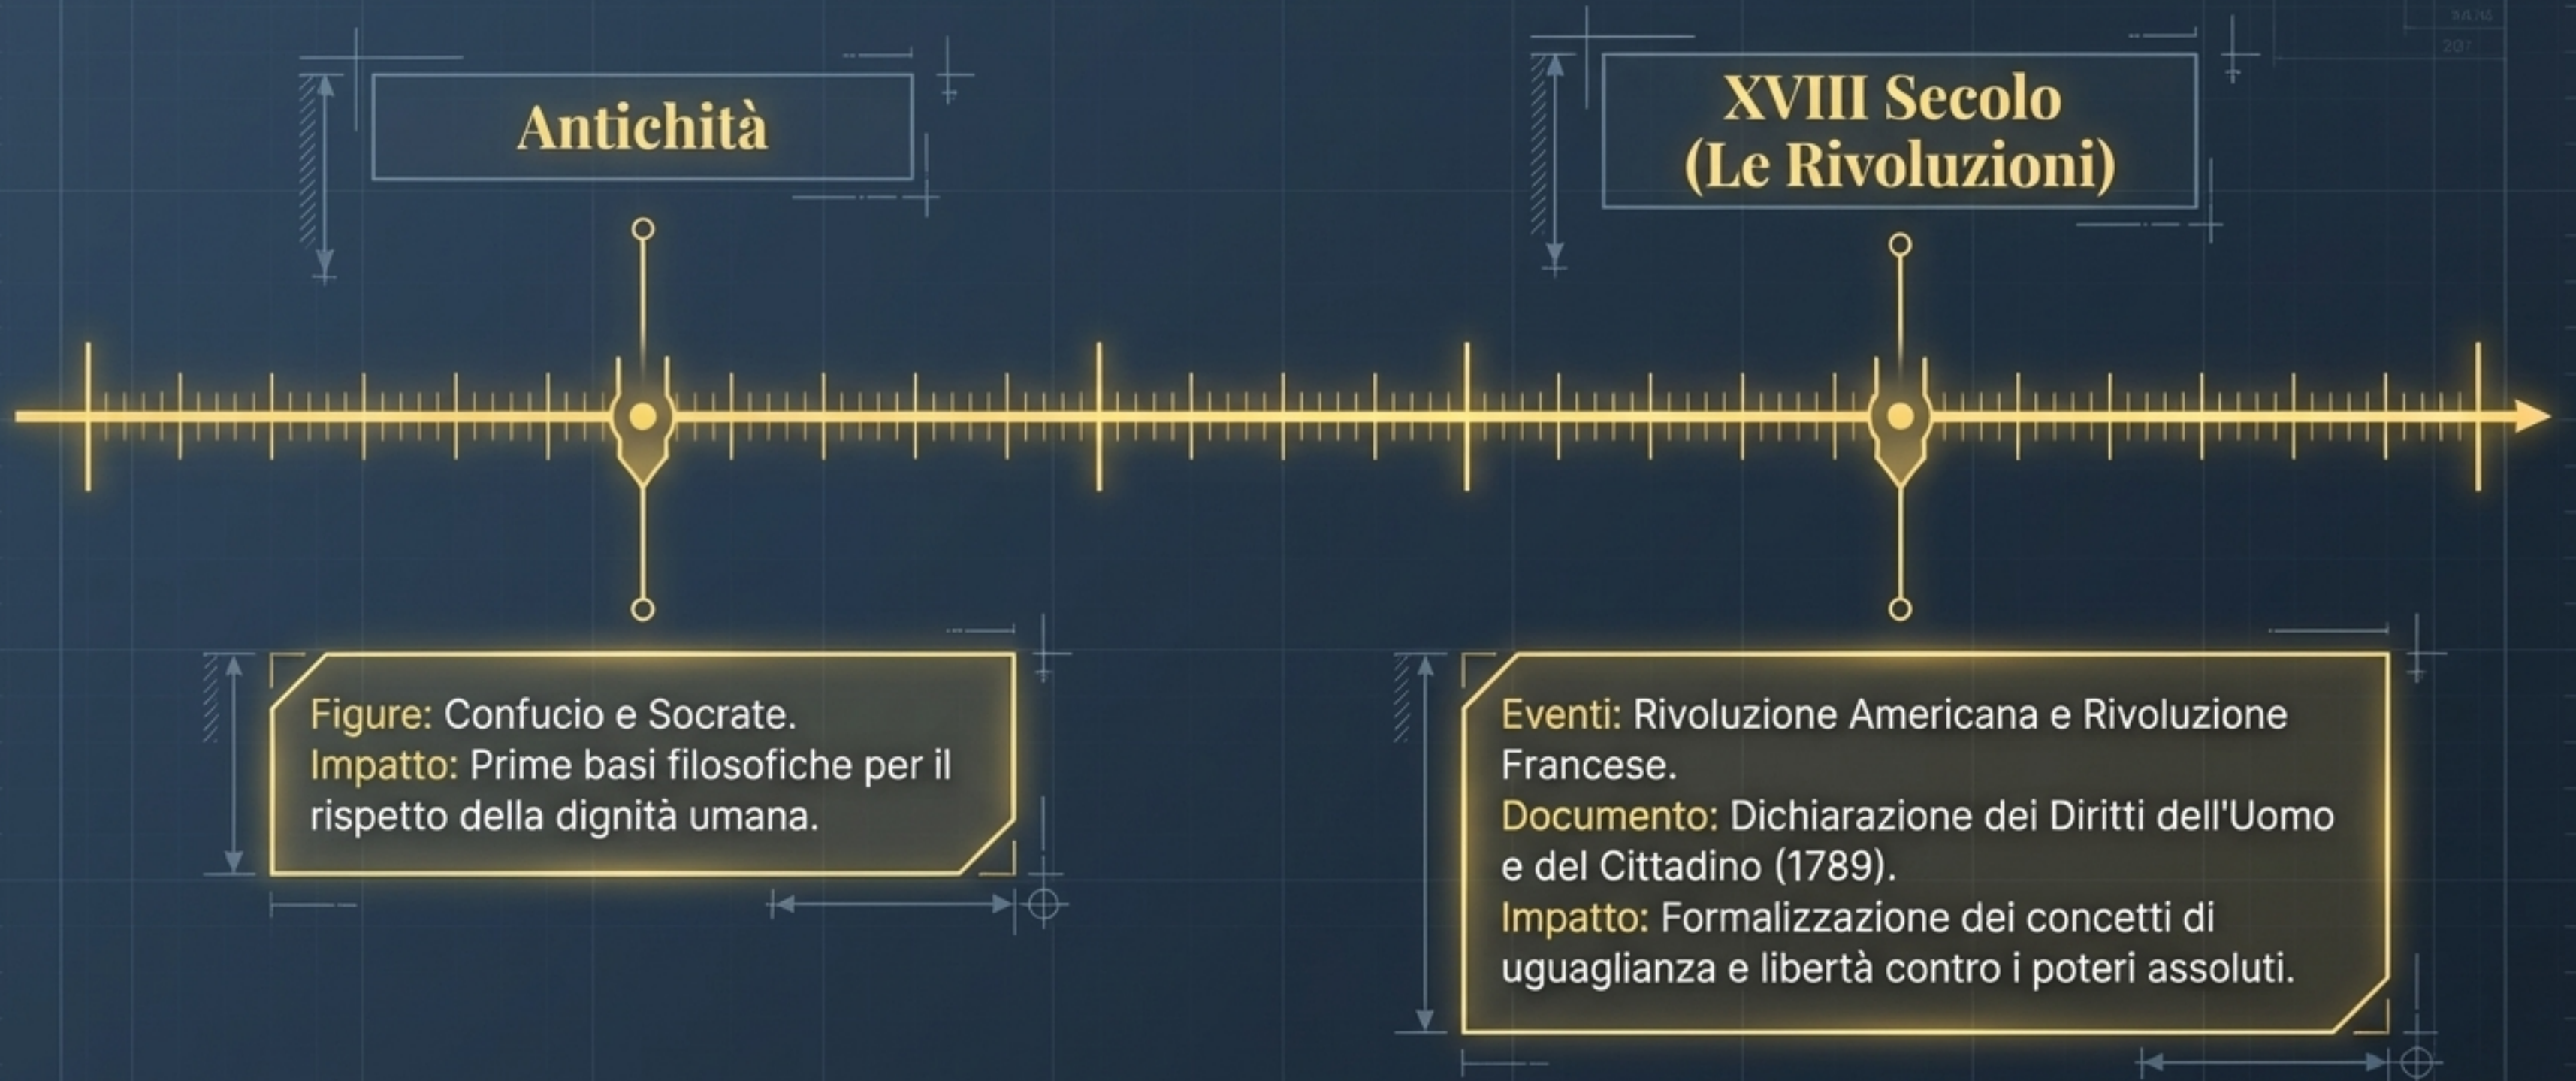 Antichità
XVIII Secolo
(Le Rivoluzioni)
Figure: Confucio e Socrate.
Impatto: Prime basi filosofiche per il
rispetto della dignità umana.
Eventi: Rivoluzione Americana e Rivoluzione
Francese.
Documento: Dichiarazione dei Diritti dell'Uomo
e del Cittadino (1789).
Impatto: Formalizzazione dei concetti di
uguaglianza e libertà contro i poteri assoluti.